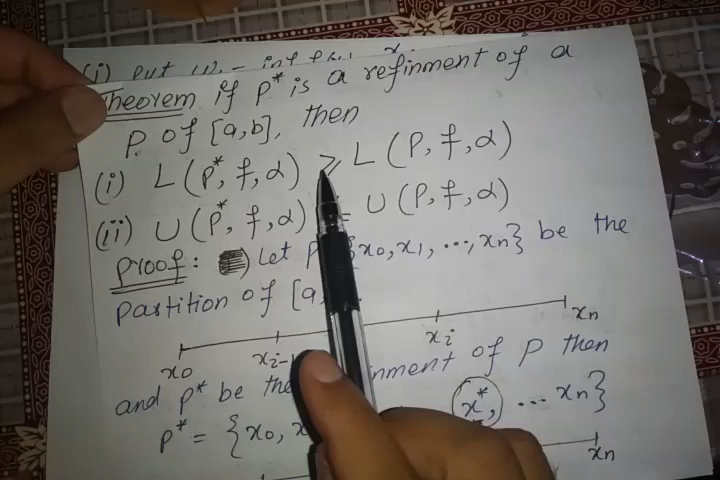 (i) put
Theorem if P* is a refinment of a
P of [a,b], then
(i) L(P*, f, α) ≥ L(P, f, α)
(ii) U(P*, f, α) = U(P, f, α)
Proof: Let P {x0, x1, ..., xn} be the
partition of [a,
x0 xi-1 xi xn
and P* be the nment of P then
P* = {x0, x x*, ... xn}
xn